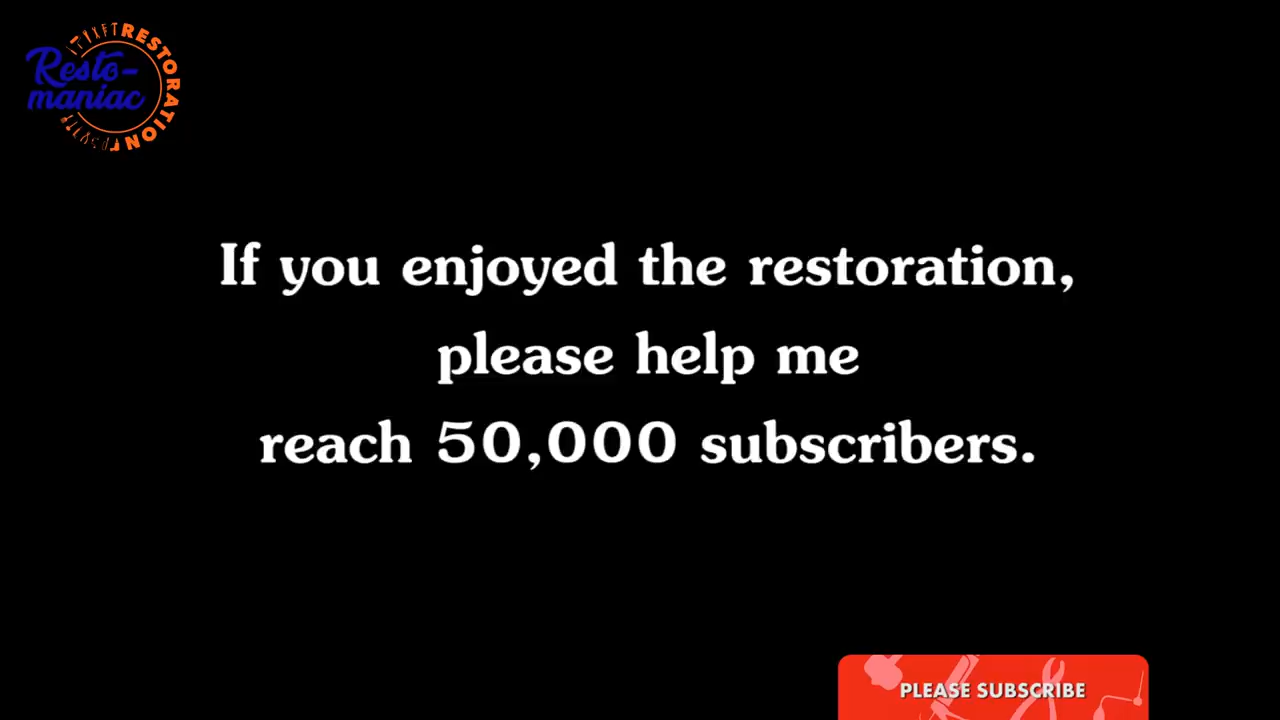 RESTORATION
Resto-
maniac
If you enjoyed the restoration,
please help me
reach 50,000 subscribers.
PLEASE SUBSCRIBE